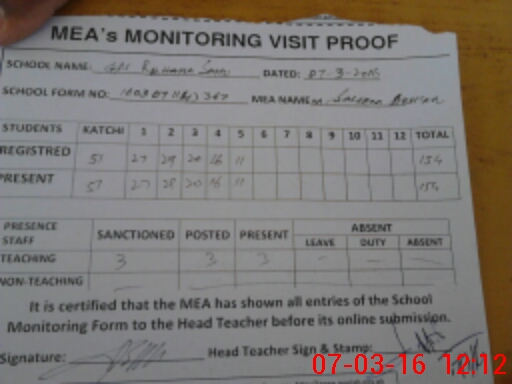 MEA's MONITORING VISIT PROOF
SCHOOL NAME: GPS DATED: 07-3-2016
SCHOOL FORM NO: MEA NAME
STUDENTS KATCHI 1 2 3 4 5 6 7 8 9 10 11 12 TOTAL
REGISTRED 51 27 29 20 16 11 154
PRESENT 51 27 28 20 16 11 154
PRESENCE STAFF SANCTIONED POSTED PRESENT ABSENT
LEAVE DUTY ABSENT
TEACHING 3 3 3 - - -
NON-TEACHING
It is certified that the MEA has shown all entries of the School
Monitoring Form to the Head Teacher before its online submission.
Signature: Head Teacher Sign & Stamp:
07-03-16 12:12